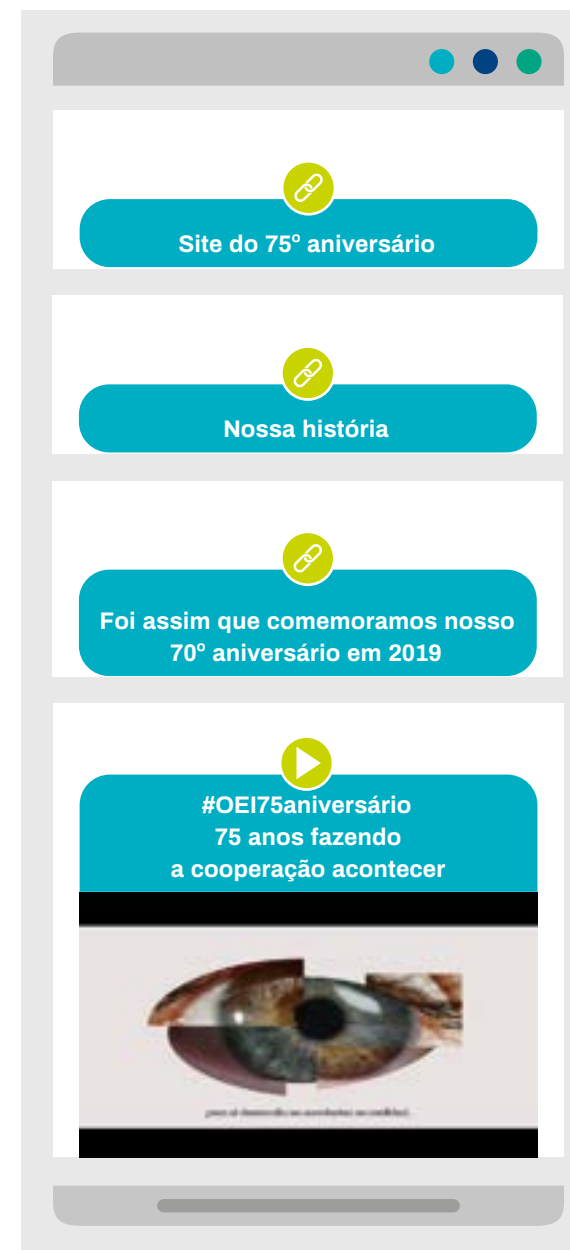 Site do 75º aniversário
Nossa história
Foi assim que comemoramos nosso
70º aniversário em 2019
#OEI75aniversário
75 anos fazendo
a cooperação acontecer